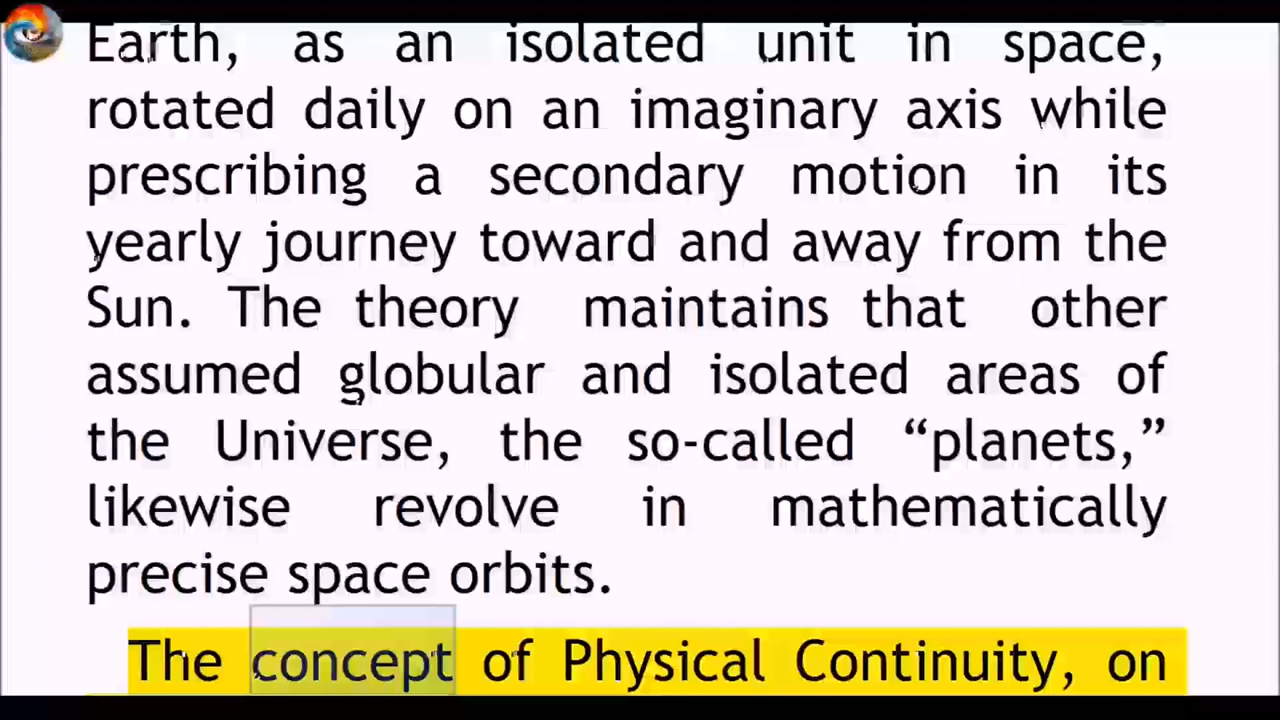 Earth, as an isolated unit in space,
rotated daily on an imaginary axis while
prescribing a secondary motion in its
yearly journey toward and away from the
Sun. The theory maintains that other
assumed globular and isolated areas of
the Universe, the so-called “planets,”
likewise revolve in mathematically
precise space orbits.
The concept of Physical Continuity, on